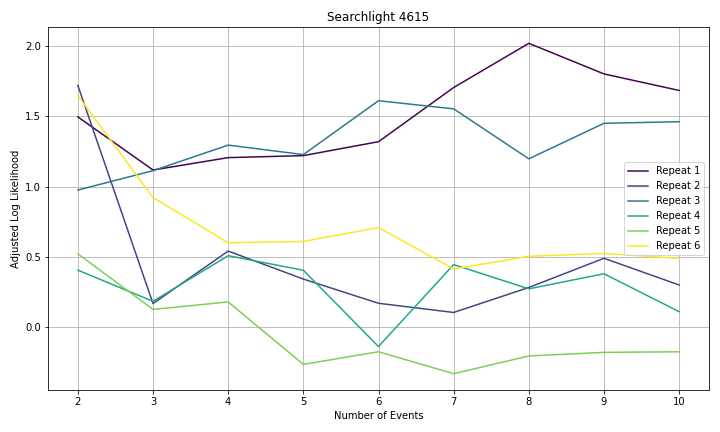 Searchlight 4615
Adjusted Log Likelihood
2.0
1.5
1.0
0.5
0.0
Repeat 1
Repeat 2
Repeat 3
Repeat 4
Repeat 5
Repeat 6
2 3 4 5 6 7 8 9 10
Number of Events